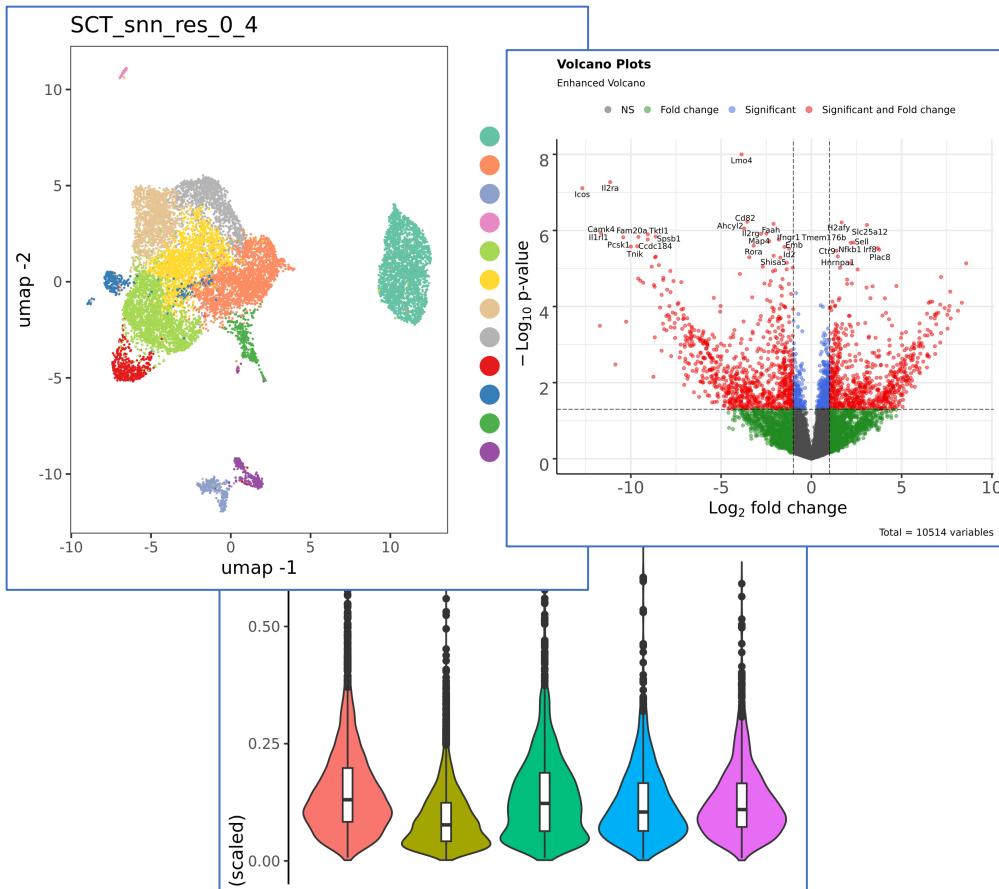 SCT_snn_res_0_4
10
5
0
-5
-10
umap -2
-10
-5
0
5
10
umap -1
Volcano Plots
Enhanced Volcano
NS
Fold change
Significant
Significant and Fold change
− Log10 p-value
8
6
4
2
0
Lmo4
Il2ra
Icos
Cd82
Ahcyl2
Camk4
Fam20a
Tktl1
Il1rl1
Spsb1
Pcsk1
Ccdc184
Tnik
Il2rg
Faah
Map4
Ifngr1
Emb
Rora
Id2
Shisa5
H2afy
Slc25a12
Tmem176b
Sell
Ctr9
Nfkb1
Irf8
Plac8
Hnrnpa1
-10
-5
0
5
10
Log2 fold change
Total = 10514 variables
0.50
0.25
0.00
(scaled)